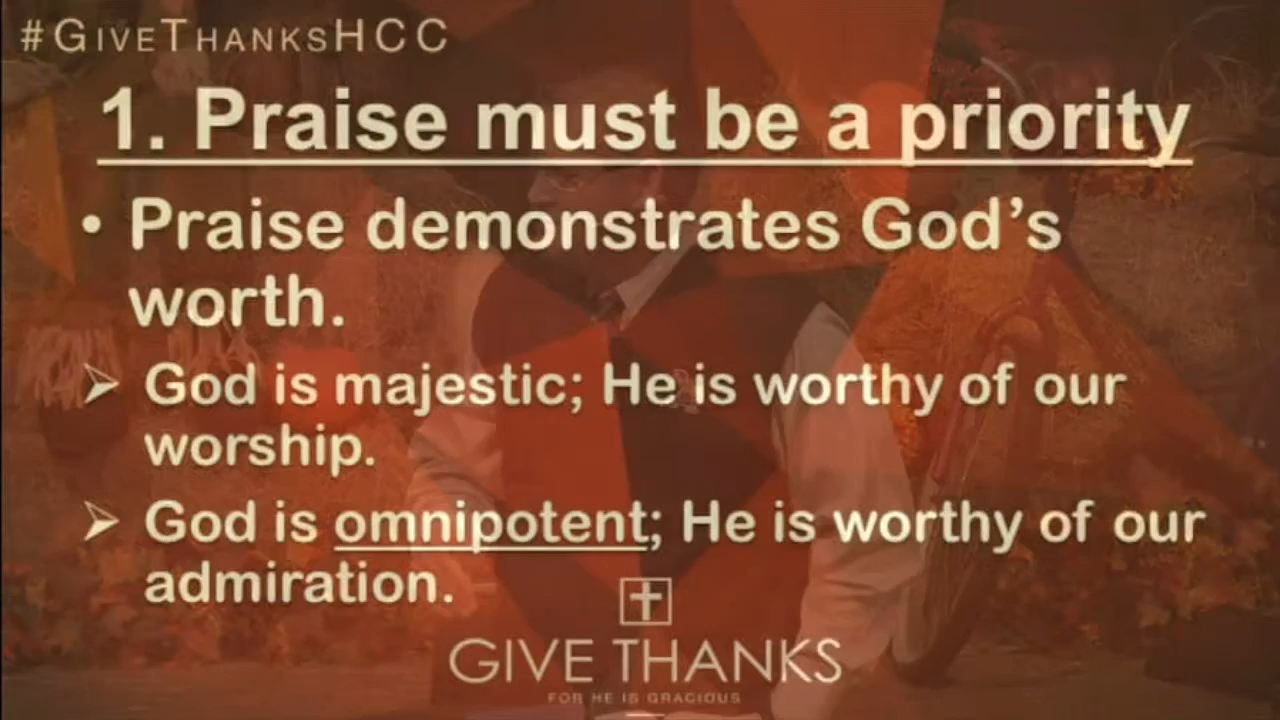 #GIVETHANKSHCC
1. Praise must be a priority
• Praise demonstrates God's
worth.
➢ God is majestic; He is worthy of our
worship.
➢ God is omnipotent; He is worthy of our
admiration.
GIVE THANKS
FOR HE IS GRACIOUS